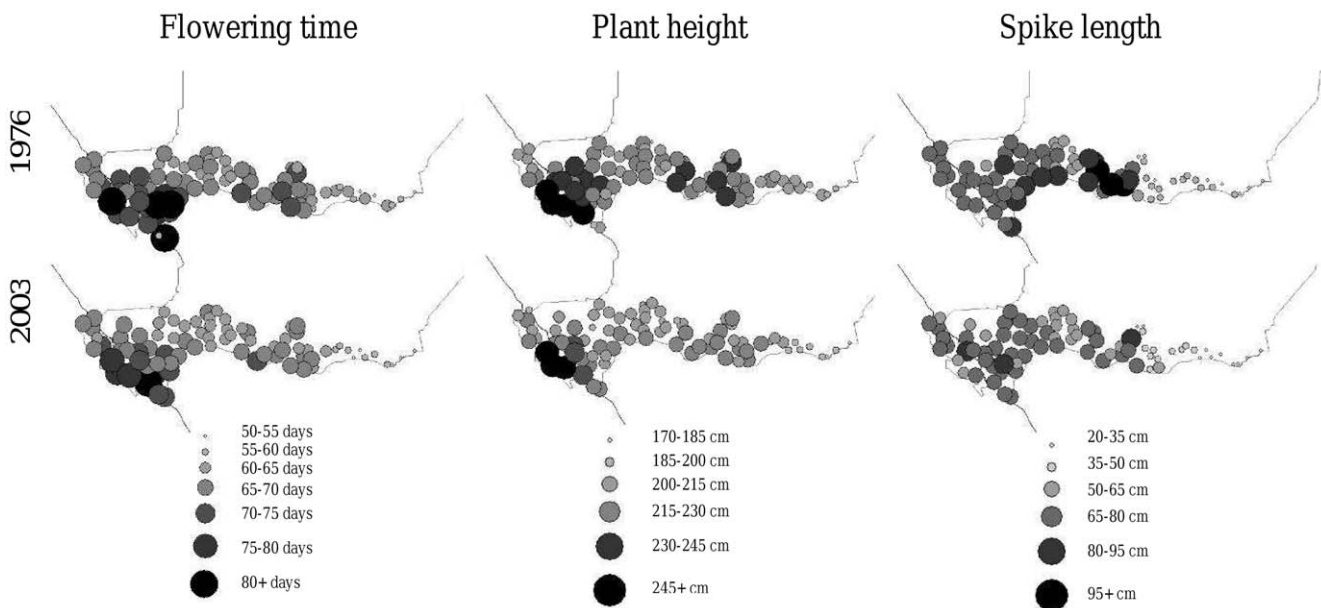 Flowering time
Plant height
Spike length
1976
2003
50-55 days
55-60 days
60-65 days
65-70 days
70-75 days
75-80 days
80+ days
170-185 cm
185-200 cm
200-215 cm
215-230 cm
230-245 cm
245+ cm
20-35 cm
35-50 cm
50-65 cm
65-80 cm
80-95 cm
95+ cm